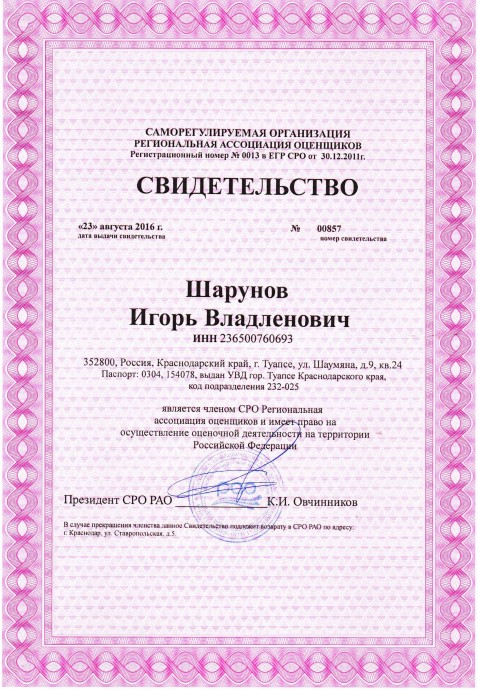 САМОРЕГУЛИРУЕМАЯ ОРГАНИЗАЦИЯ
РЕГИОНАЛЬНАЯ АССОЦИАЦИЯ ОЦЕНЩИКОВ
Регистрационный номер № 0013 в ЕГР СРО от 30.12.2011г.
СВИДЕТЕЛЬСТВО
«23» августа 2016 г. № 00857
дата выдачи свидетельства номер свидетельства
Шарунов
Игорь Владленович
ИНН 236500760693
352800, Россия, Краснодарский край, г. Туапсе, ул. Шаумяна, д.9, кв.24
Паспорт: 0304, 154078, выдан УВД гор. Туапсе Краснодарского края,
код подразделения 232-025
является членом СРО Региональная
ассоциация оценщиков и имеет право на
осуществление оценочной деятельности на территории
Российской Федерации
Президент СРО РАО К.И. Овчинников
В случае прекращения членства данное Свидетельство подлежит возврату в СРО РАО по адресу:
г. Краснодар, ул. Ставропольская, д.5.